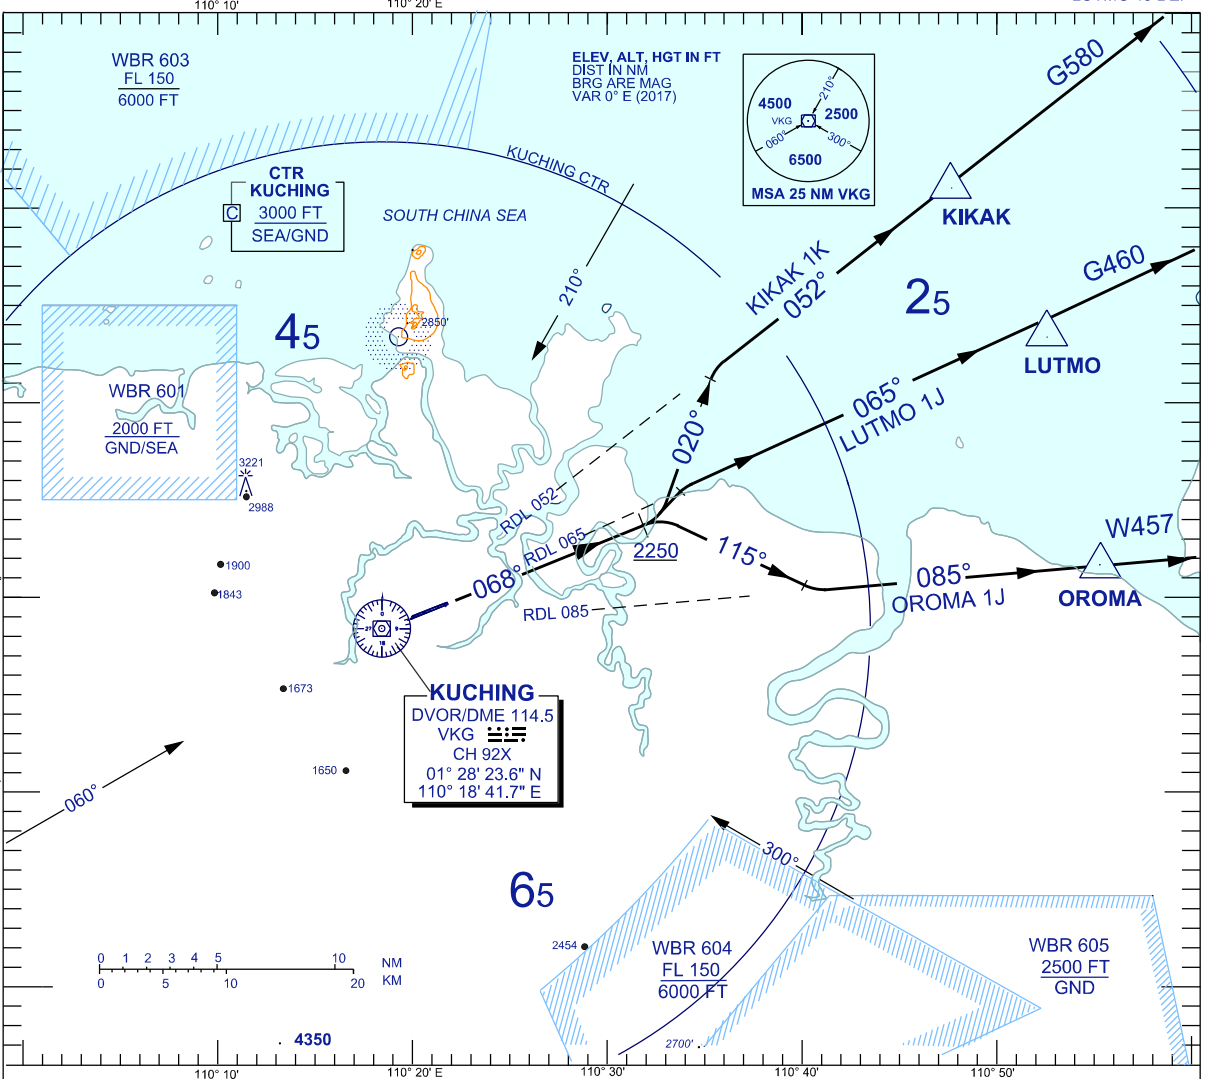 110° 10'
110° 20' E
WBR 603
FL 150
6000 FT
ELEV, ALT, HGT IN FT
DIST IN NM
BRG ARE MAG
VAR 0° E (2017)
4500
2500
6500
VKG
210°
060°
300°
MSA 25 NM VKG
G580
KIKAK
KUCHING CTR
CTR
KUCHING
C
3000 FT
SEA/GND
SOUTH CHINA SEA
210°
KIKAK 1K
052°
25
G460
LUTMO
45
2850'
WBR 601
2000 FT
GND/SEA
3221
2988
020°
065°
LUTMO 1J
RDL 052
RDL 065
2250
115°
W457
1900
1843
068°
085°
OROMA 1J
OROMA
RDL 085
0
9
18
27
1673
KUCHING
DVOR/DME 114.5
VKG
CH 92X
01° 28' 23.6" N
110° 18' 41.7" E
1650
060°
300°
65
2454
WBR 604
FL 150
6000 FT
WBR 605
2500 FT
GND
0 1 2 3 4 5 10 NM
0 5 10 20 KM
4350
2700'
110° 10'
110° 20' E
110° 30'
110° 40'
110° 50'